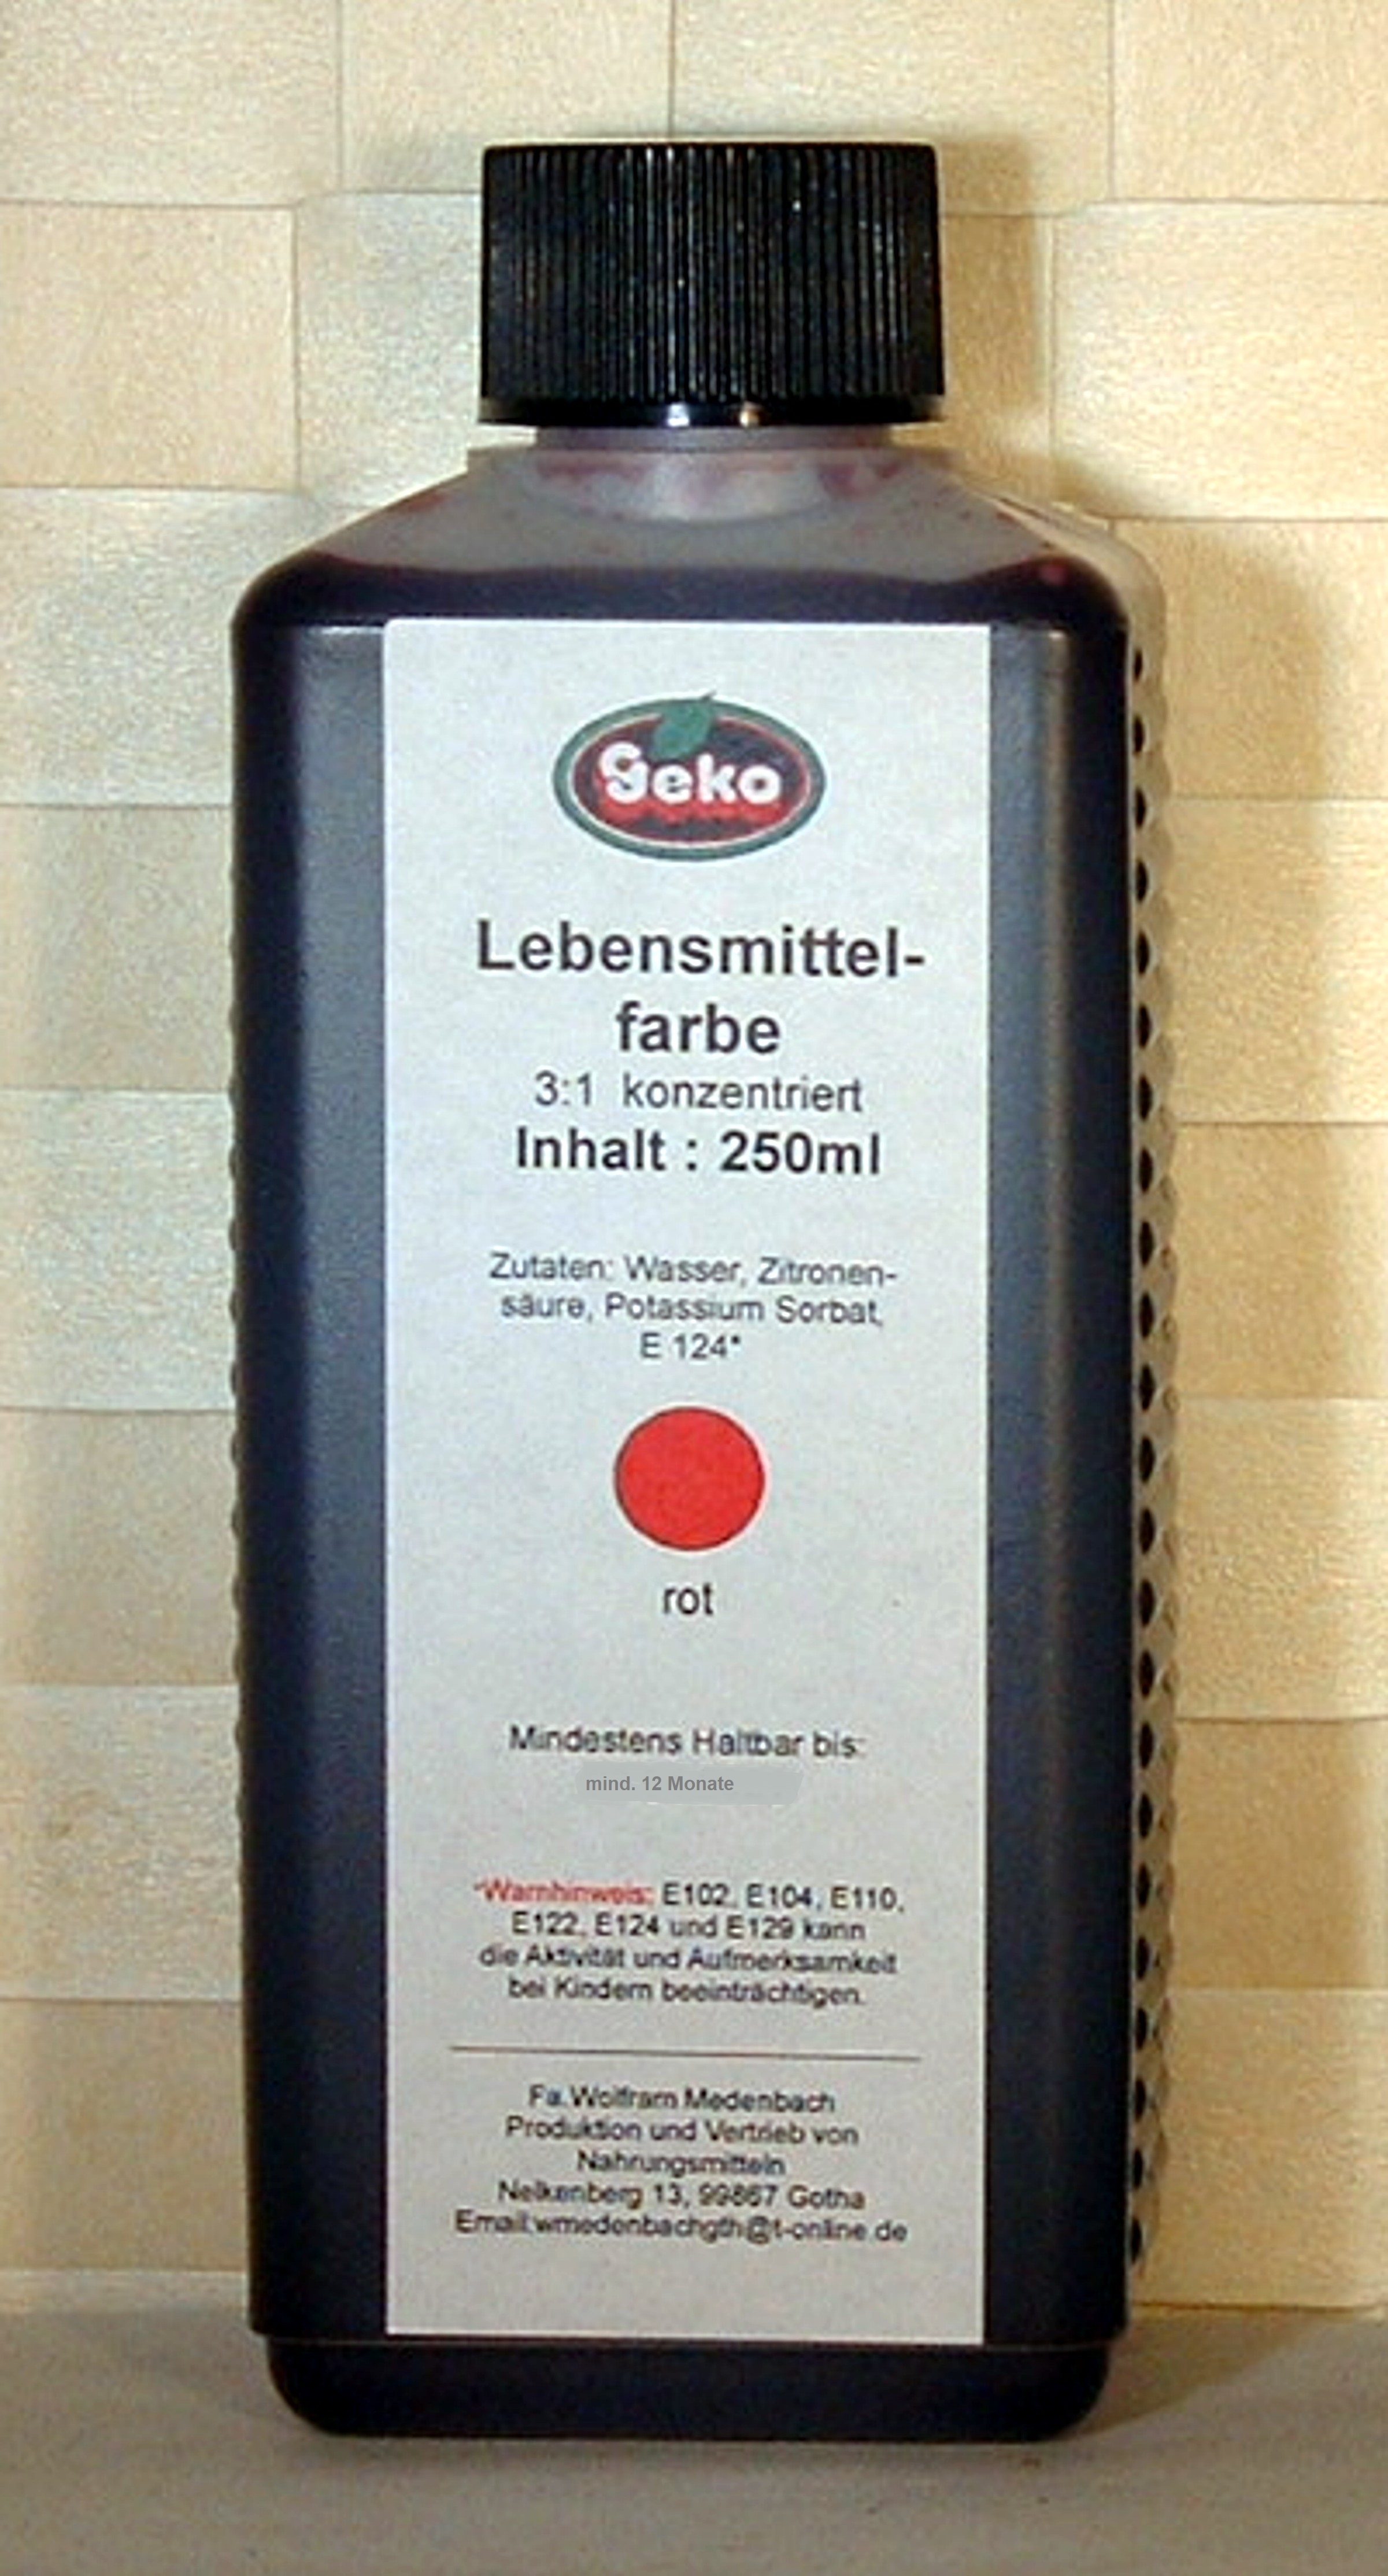 Geko
Lebensmittel-
farbe
3:1 konzentriert
Inhalt : 250ml
Zutaten: Wasser, Zitronen-
säure, Potassium Sorbat,
E 124*
rot
Mindestens Haltbar bis:
mind. 12 Monate
*Warnhinweis: E102, E104, E110,
E122, E124 und E129 kann
die Aktivität und Aufmerksamkeit
bei Kindern beeinträchtigen.
Fa. Wolfram Medenbach
Produktion und Vertrieb von
Nahrungsmitteln
Nelkenberg 13, 99867 Gotha
Email:wmedenbachgth@t-online.de